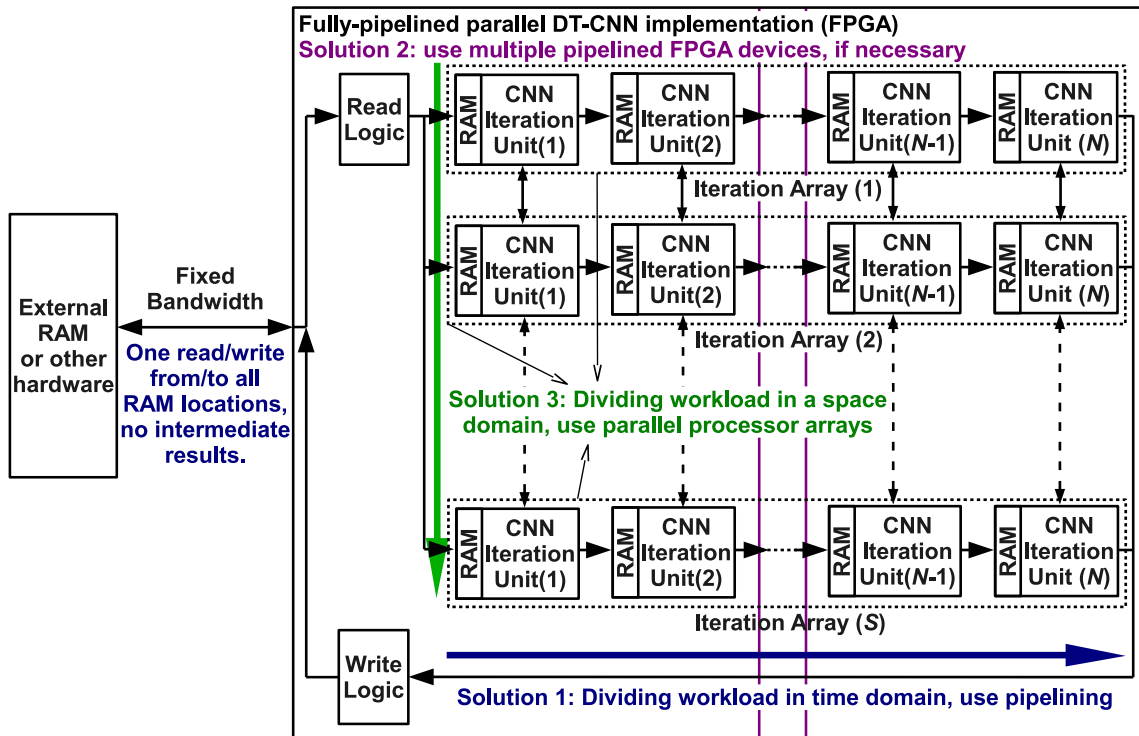 Fully-pipelined parallel DT-CNN implementation (FPGA)
Solution 2: use multiple pipelined FPGA devices, if necessary
Read
Logic
RAM
CNN
Iteration
Unit(1)
RAM
CNN
Iteration
Unit(2)
RAM
CNN
Iteration
Unit(N-1)
RAM
CNN
Iteration
Unit (N)
Iteration Array (1)
RAM
CNN
Iteration
Unit(1)
RAM
CNN
Iteration
Unit(2)
RAM
CNN
Iteration
Unit(N-1)
RAM
CNN
Iteration
Unit (N)
Iteration Array (2)
External
RAM
or other
hardware
Fixed
Bandwidth
One read/write
from/to all
RAM locations,
no intermediate
results.
Solution 3: Dividing workload in a space
domain, use parallel processor arrays
RAM
CNN
Iteration
Unit(1)
RAM
CNN
Iteration
Unit(2)
RAM
CNN
Iteration
Unit(N-1)
RAM
CNN
Iteration
Unit (N)
Iteration Array (S)
Write
Logic
Solution 1: Dividing workload in time domain, use pipelining